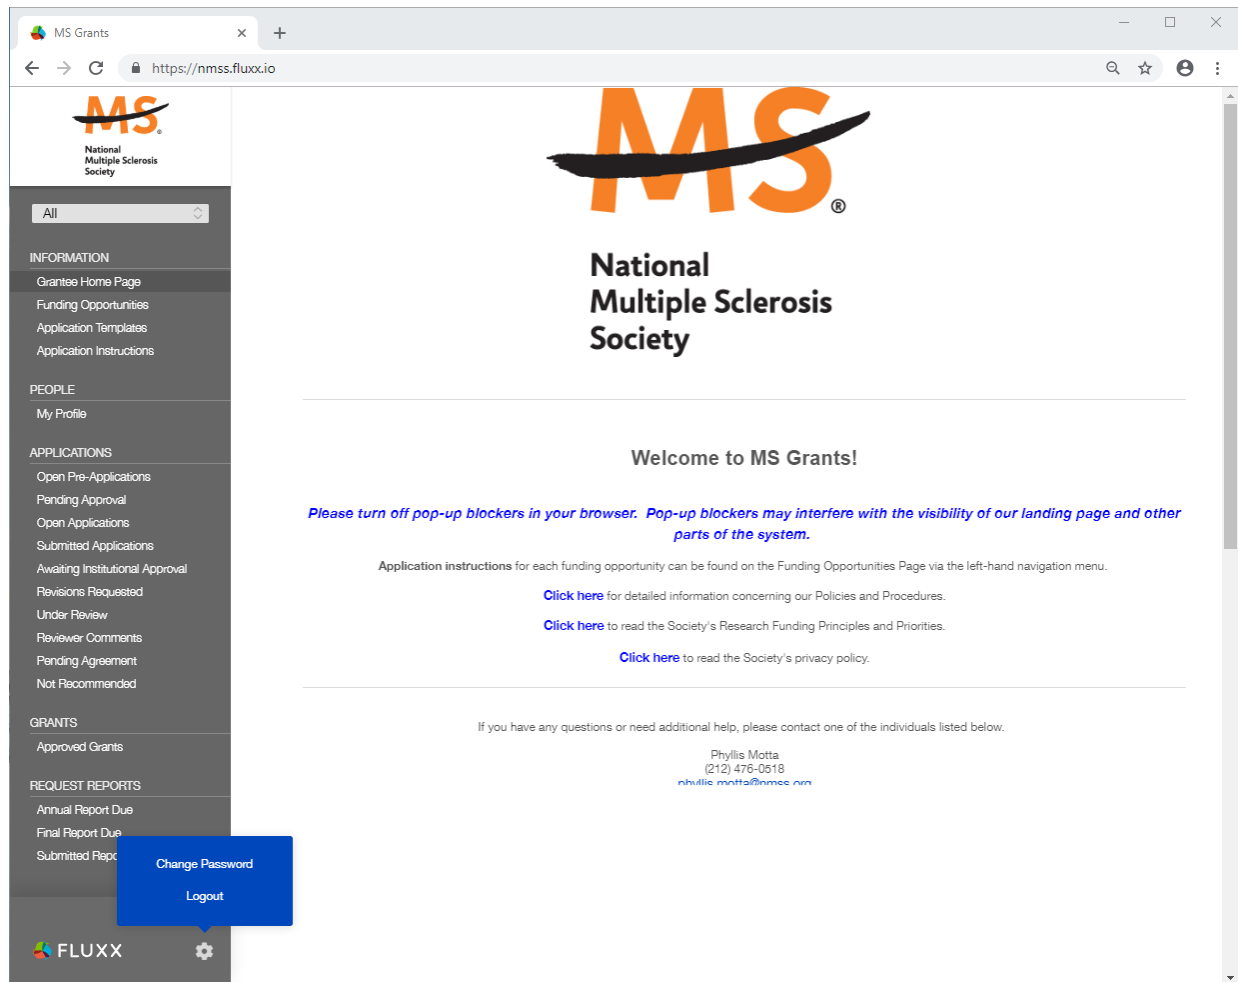 MS Grants
https://nmss.fluxx.io
MS®
National
Multiple Sclerosis
Society
All
INFORMATION
Grantee Home Page
Funding Opportunities
Application Templates
Application Instructions
PEOPLE
My Profile
APPLICATIONS
Open Pre-Applications
Pending Approval
Open Applications
Submitted Applications
Awaiting Institutional Approval
Revisions Requested
Under Review
Reviewer Comments
Pending Agreement
Not Recommended
GRANTS
Approved Grants
REQUEST REPORTS
Annual Report Due
Final Report Due
Submitted Repo
Change Password
Logout
FLUXX
MS®
National
Multiple Sclerosis
Society
Welcome to MS Grants!
Please turn off pop-up blockers in your browser.  Pop-up blockers may interfere with the visibility of our landing page and other
parts of the system.
Application instructions for each funding opportunity can be found on the Funding Opportunities Page via the left-hand navigation menu.
Click here for detailed information concerning our Policies and Procedures.
Click here to read the Society's Research Funding Principles and Priorities.
Click here to read the Society's privacy policy.
If you have any questions or need additional help, please contact one of the individuals listed below.
Phyllis Motta
(212) 476-0518
phyllis.motta@nmss.org